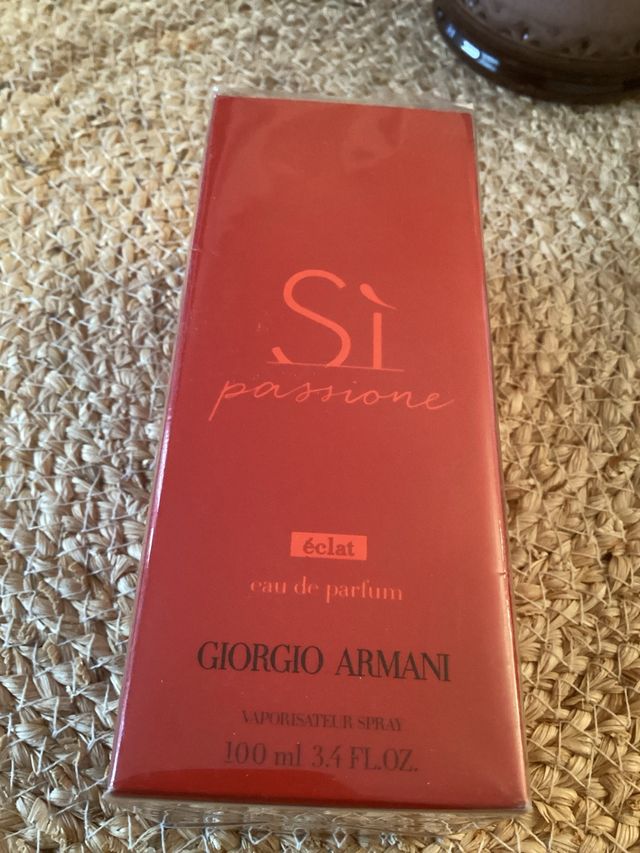 Sì
passione
éclat
eau de parfum
GIORGIO ARMANI
VAPORISATEUR SPRAY
100 ml 3.4 FL.OZ.